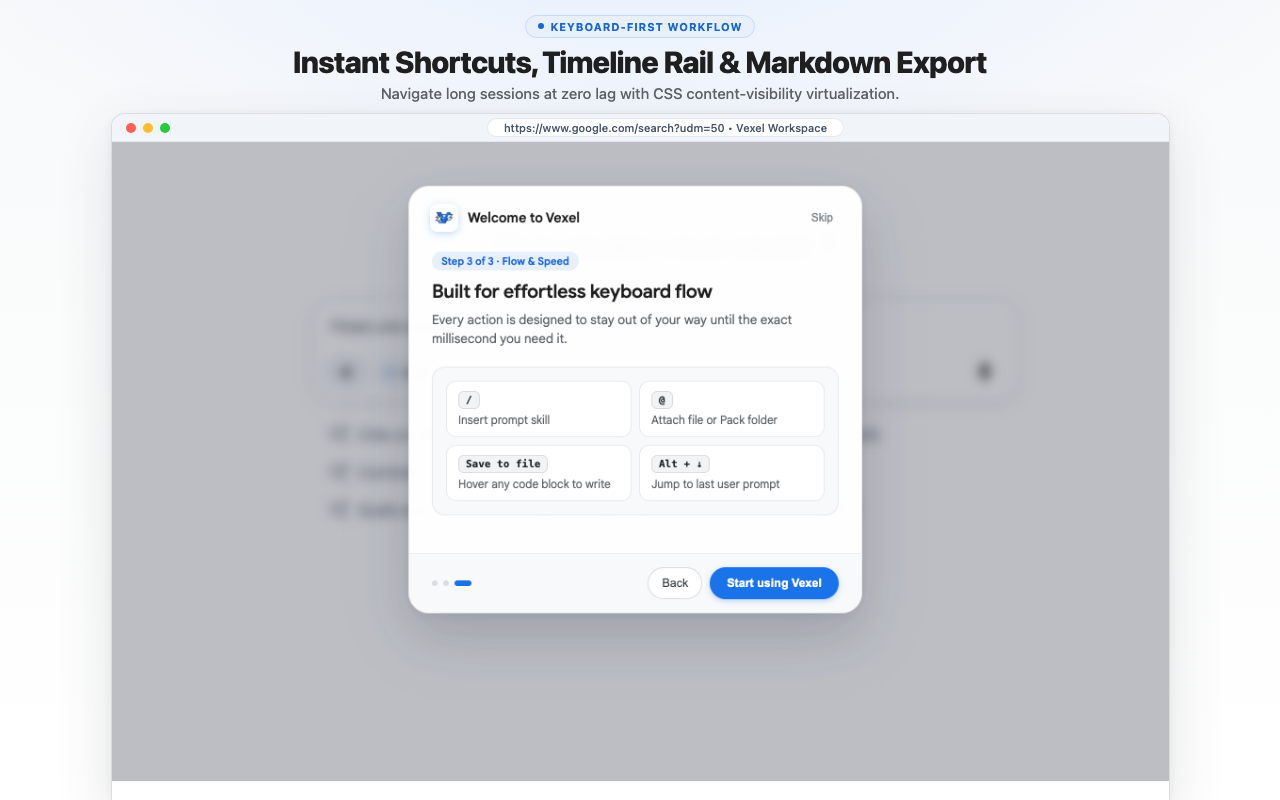 KEYBOARD-FIRST WORKFLOW
Instant Shortcuts, Timeline Rail & Markdown Export
Navigate long sessions at zero lag with CSS content-visibility virtualization.
https://www.google.com/search?udm=50 • Vexel Workspace
Welcome to Vexel
Skip
Step 3 of 3 · Flow & Speed
Built for effortless keyboard flow
Every action is designed to stay out of your way until the exact
millisecond you need it.
/
Insert prompt skill
@
Attach file or Pack folder
Save to file
Hover any code block to write
Alt + ↓
Jump to last user prompt
Back
Start using Vexel